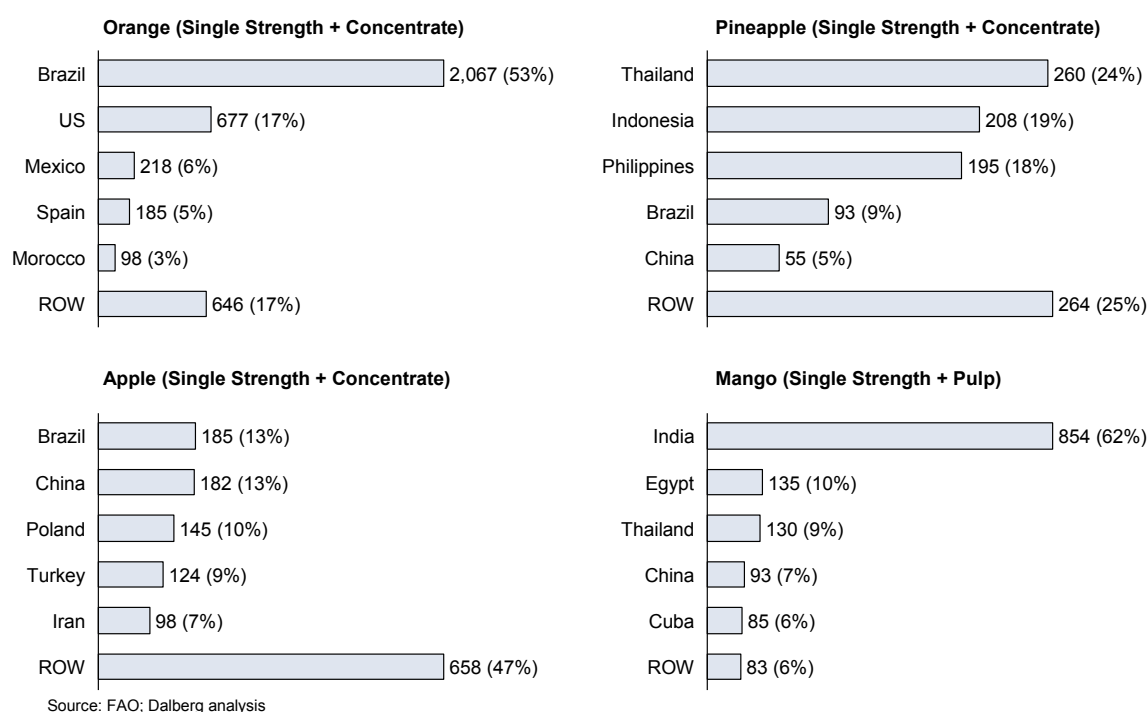 Orange (Single Strength + Concentrate)
Brazil 2,067 (53%)
US 677 (17%)
Mexico 218 (6%)
Spain 185 (5%)
Morocco 98 (3%)
ROW 646 (17%)
Pineapple (Single Strength + Concentrate)
Thailand 260 (24%)
Indonesia 208 (19%)
Philippines 195 (18%)
Brazil 93 (9%)
China 55 (5%)
ROW 264 (25%)
Apple (Single Strength + Concentrate)
Brazil 185 (13%)
China 182 (13%)
Poland 145 (10%)
Turkey 124 (9%)
Iran 98 (7%)
ROW 658 (47%)
Mango (Single Strength + Pulp)
India 854 (62%)
Egypt 135 (10%)
Thailand 130 (9%)
China 93 (7%)
Cuba 85 (6%)
ROW 83 (6%)
Source: FAO; Dalberg analysis